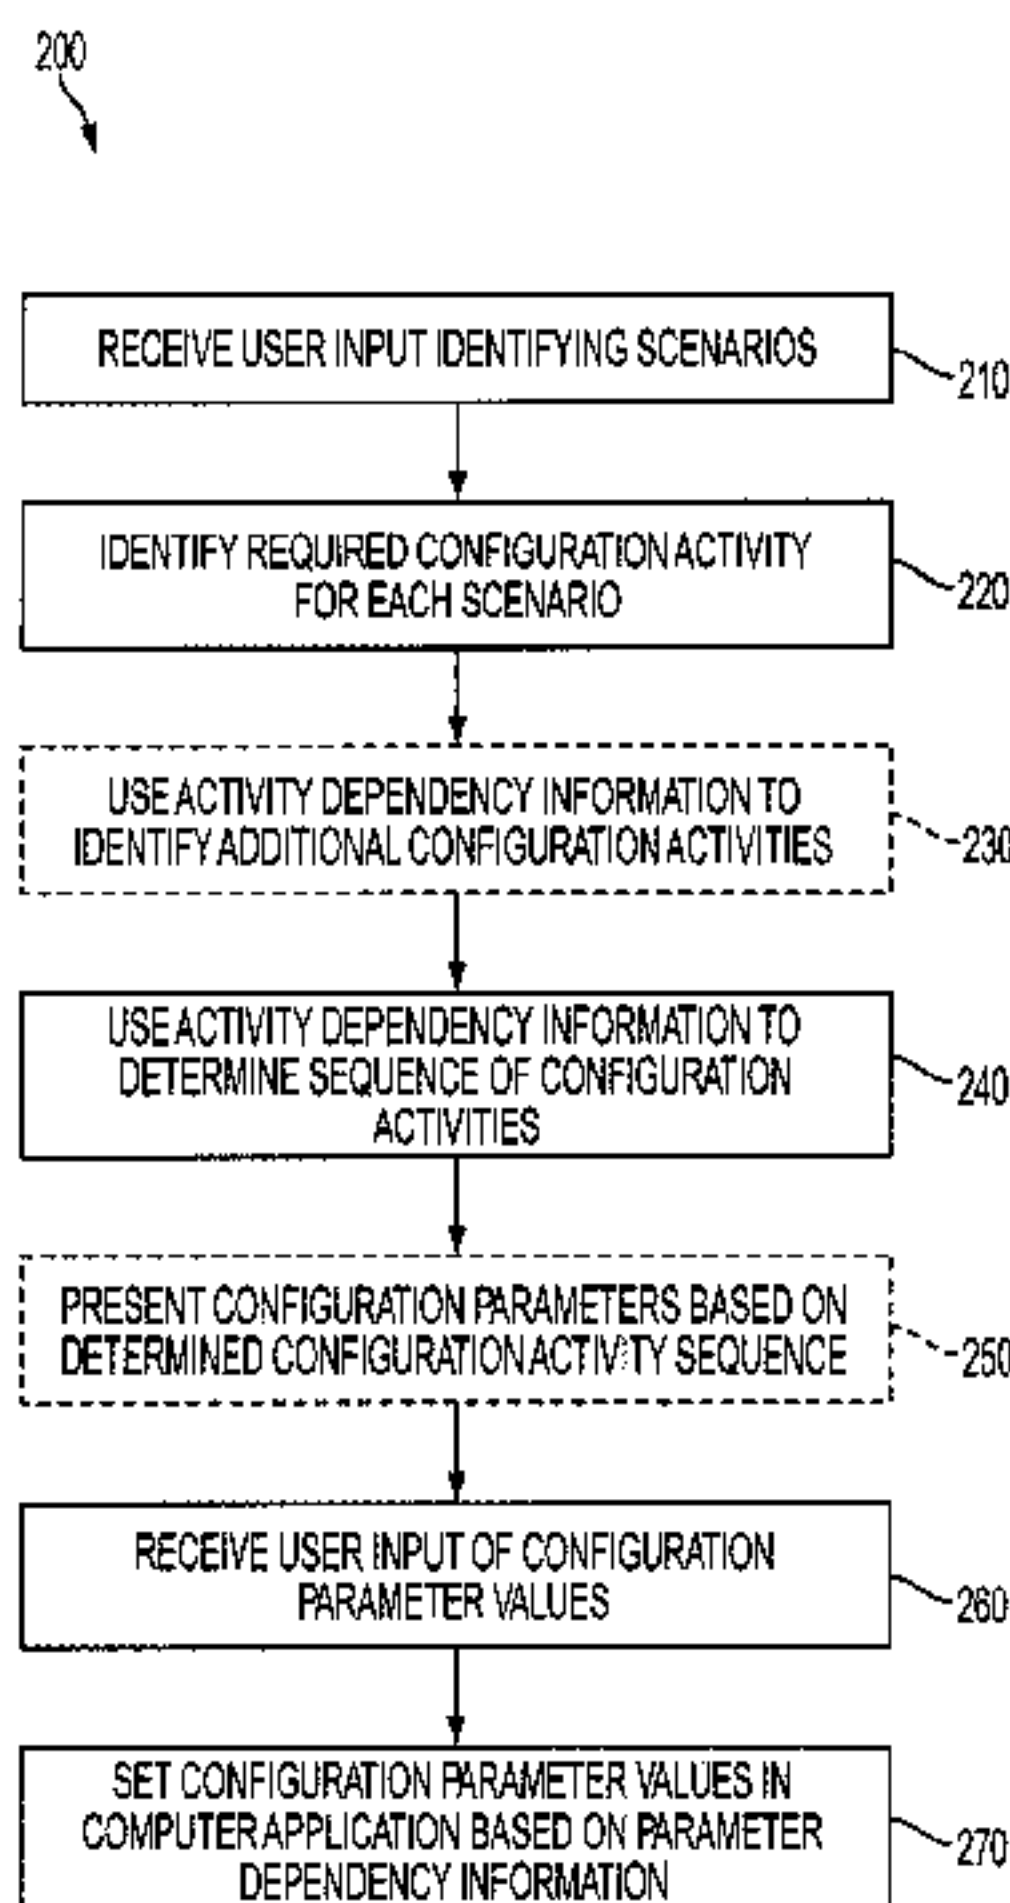 200
RECEIVE USER INPUT IDENTIFYING SCENARIOS
210
IDENTIFY REQUIRED CONFIGURATION ACTIVITY
FOR EACH SCENARIO
220
USE ACTIVITY DEPENDENCY INFORMATION TO
IDENTIFY ADDITIONAL CONFIGURATION ACTIVITIES
230
USE ACTIVITY DEPENDENCY INFORMATION TO
DETERMINE SEQUENCE OF CONFIGURATION
ACTIVITIES
240
PRESENT CONFIGURATION PARAMETERS BASED ON
DETERMINED CONFIGURATION ACTIVITY SEQUENCE
250
RECEIVE USER INPUT OF CONFIGURATION
PARAMETER VALUES
260
SET CONFIGURATION PARAMETER VALUES IN
COMPUTER APPLICATION BASED ON PARAMETER
DEPENDENCY INFORMATION
270